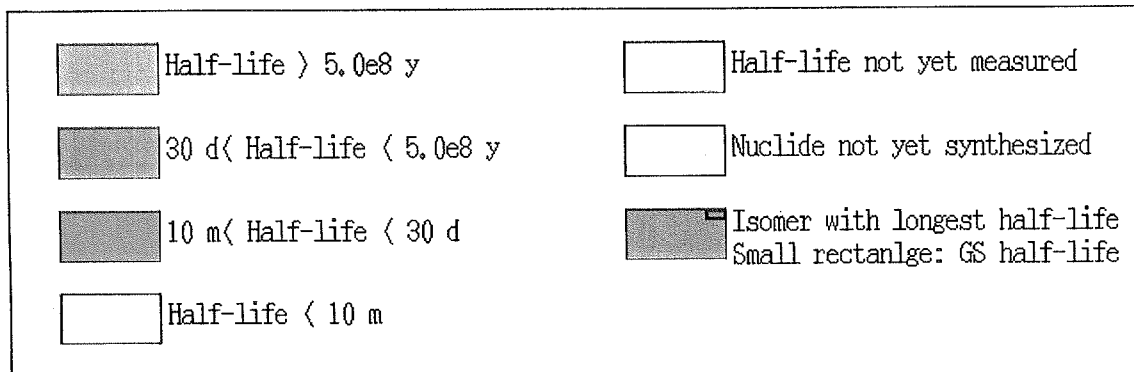 Half-life > 5.0e8 y
30 d< Half-life < 5.0e8 y
10 m< Half-life < 30 d
Half-life < 10 m
Half-life not yet measured
Nuclide not yet synthesized
Isomer with longest half-life
Small rectanlge: GS half-life